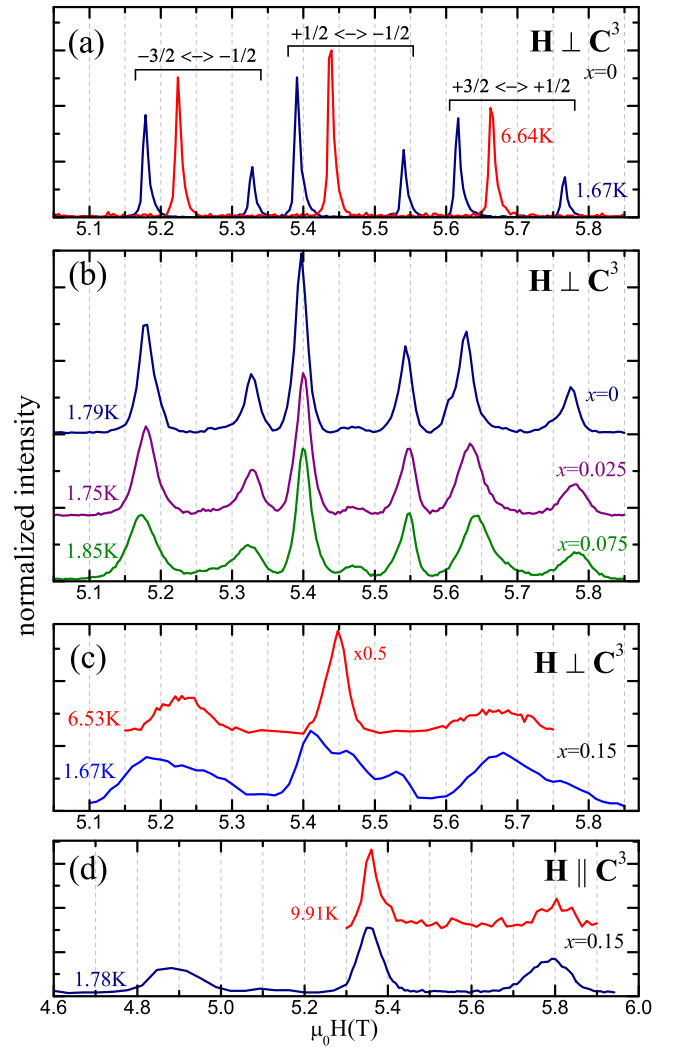 (a)
H ⊥ C³
−3/2 <-> −1/2
+1/2 <-> −1/2
+3/2 <-> +1/2
x=0
6.64K
1.67K
5.1 5.2 5.3 5.4 5.5 5.6 5.7 5.8
(b)
H ⊥ C³
1.79K
x=0
1.75K
x=0.025
1.85K
x=0.075
5.1 5.2 5.3 5.4 5.5 5.6 5.7 5.8
normalized intensity
(c)
H ⊥ C³
x0.5
6.53K
1.67K
x=0.15
5.1 5.2 5.3 5.4 5.5 5.6 5.7 5.8
(d)
H ∥ C³
9.91K
x=0.15
1.78K
4.6 4.8 5.0 5.2 5.4 5.6 5.8 6.0
μ₀H(T)